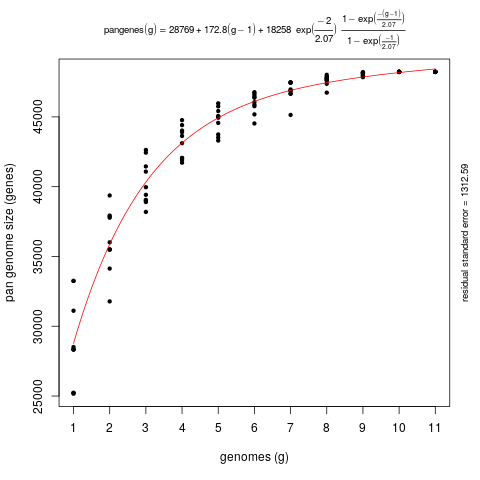 pangenes(g) = 28769 + 172.8(g − 1) + 18258 exp(−2/2.07) (1 − exp(−(g−1)/2.07))/(1 − exp(−1/2.07))
45000
40000
35000
30000
25000
pan genome size (genes)
residual standard error = 1312.59
1 2 3 4 5 6 7 8 9 10 11
genomes (g)